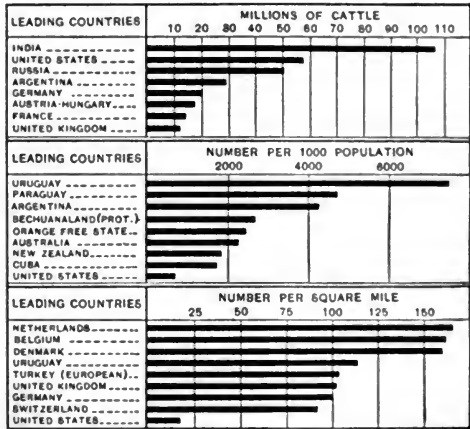 LEADING COUNTRIES MILLIONS OF CATTLE
10 20 30 40 50 60 70 80 90 100 110
INDIA
UNITED STATES
RUSSIA
ARGENTINA
GERMANY
AUSTRIA-HUNGARY
FRANCE
UNITED KINGDOM
LEADING COUNTRIES NUMBER PER 1000 POPULATION
2000 4000 6000
URUGUAY
PARAGUAY
ARGENTINA
BECHUANALAND (PROT.)
ORANGE FREE STATE
AUSTRALIA
NEW ZEALAND
CUBA
UNITED STATES
LEADING COUNTRIES NUMBER PER SQUARE MILE
25 50 75 100 125 150
NETHERLANDS
BELGIUM
DENMARK
URUGUAY
TURKEY (EUROPEAN)
UNITED KINGDOM
GERMANY
SWITZERLAND
UNITED STATES